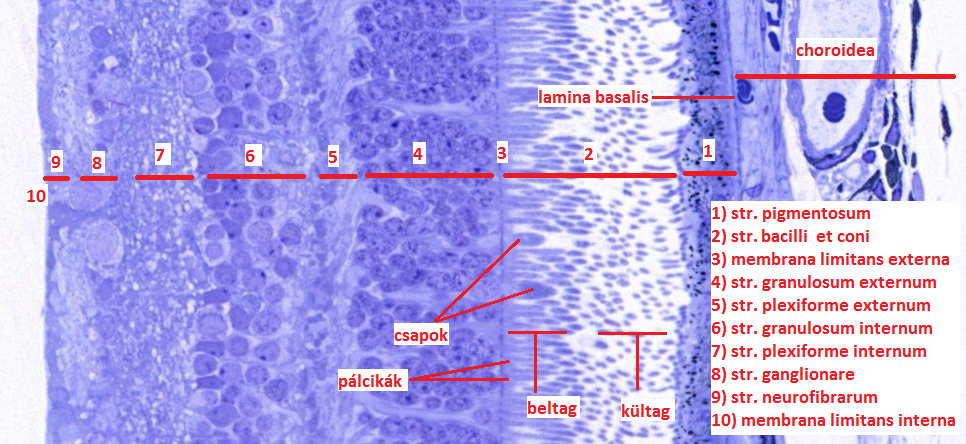 choroidea
lamina basalis
9 8 7 6 5 4 3 2 1
10
1) str. pigmentosum
2) str. bacilli et coni
3) membrana limitans externa
4) str. granulosum externum
5) str. plexiforme externum
6) str. granulosum internum
7) str. plexiforme internum
8) str. ganglionare
9) str. neurofibrarum
10) membrana limitans interna
csapok
pálcikák
beltag
kültag